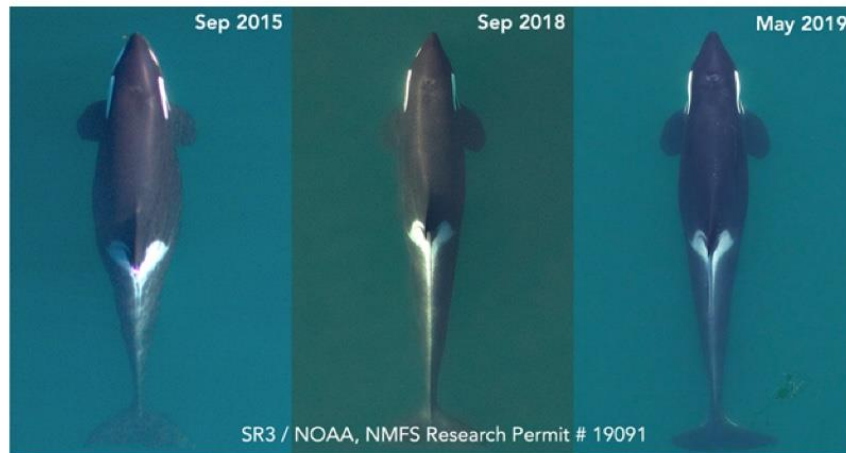 Sep 2015
Sep 2018
May 2019
SR3 / NOAA, NMFS Research Permit # 19091